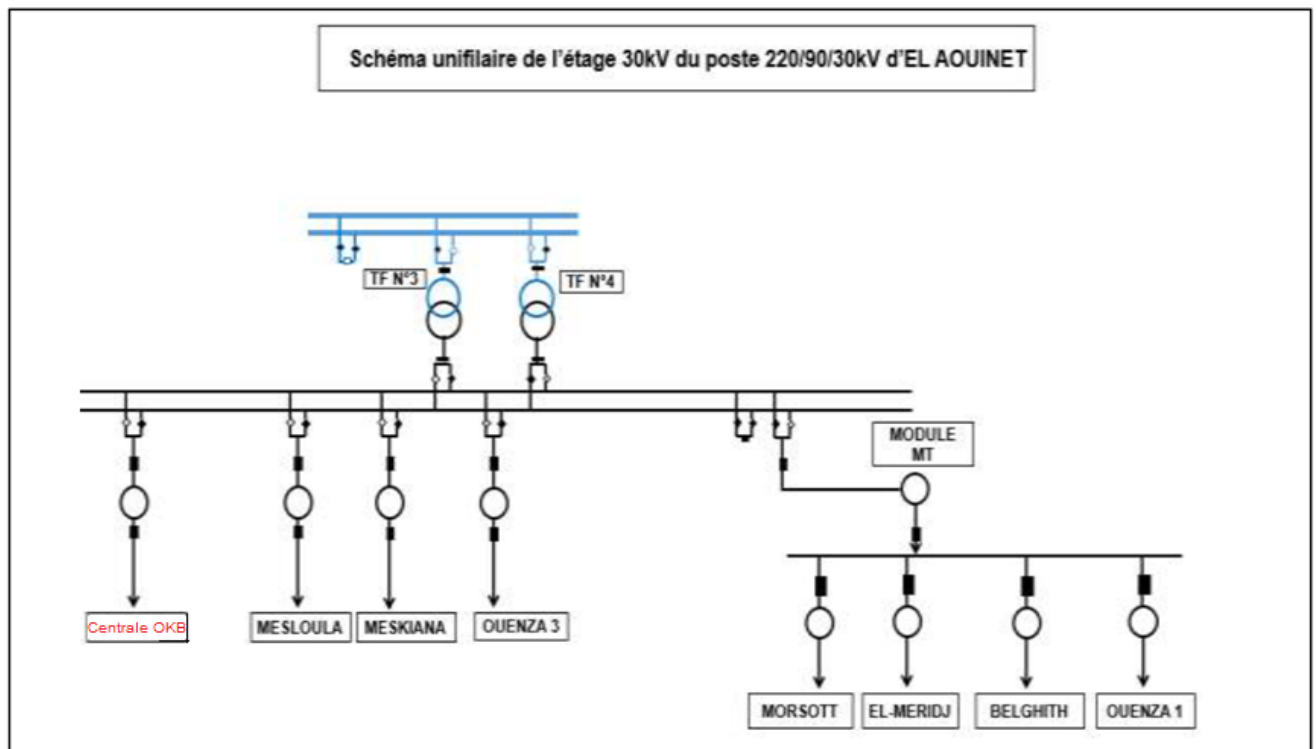 Schéma unifilaire de l'étage 30kV du poste 220/90/30kV d'EL AOUINET
TF N°3
TF N°4
MODULE
MT
Centrale OKB
MESLOULA
MESKIANA
OUENZA 3
MORSOTT
EL-MERIDJ
BELGHITH
OUENZA 1